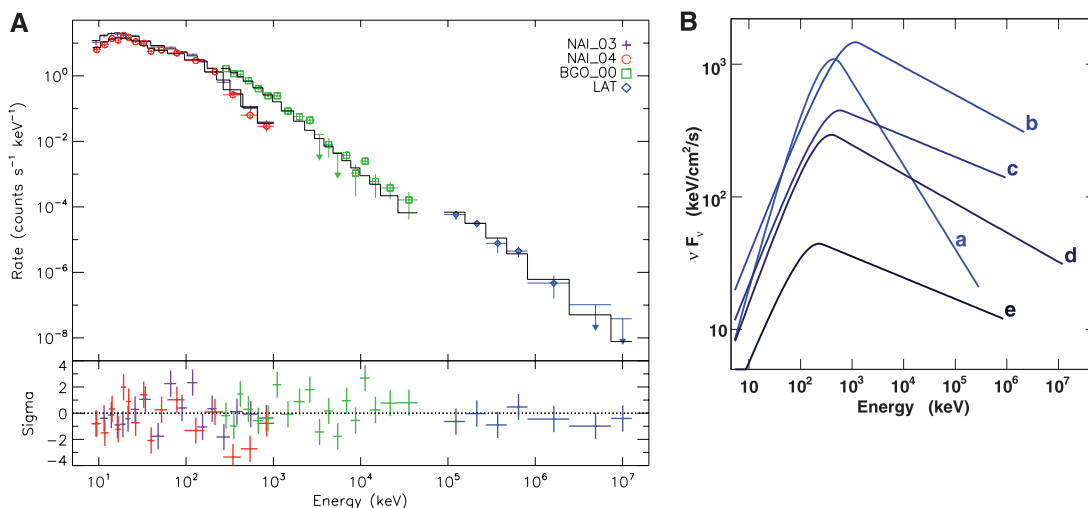 A
NAI_03
NAI_04
BGO_00
LAT
Rate (counts s⁻¹ keV⁻¹)
10⁰
10⁻²
10⁻⁴
10⁻⁶
10⁻⁸
Sigma
4
2
0
−2
−4
10¹ 10² 10³ 10⁴ 10⁵ 10⁶ 10⁷
Energy (keV)
B
ν Fν (keV/cm²/s)
10³
10²
10
a
b
c
d
e
10 10² 10³ 10⁴ 10⁵ 10⁶ 10⁷
Energy (keV)